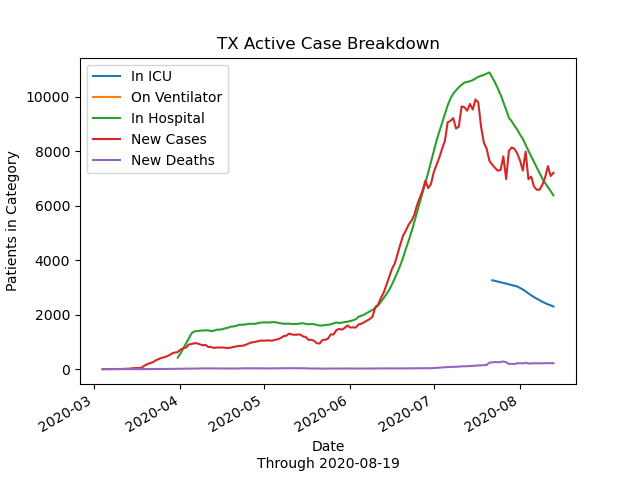 TX Active Case Breakdown
In ICU
On Ventilator
In Hospital
New Cases
New Deaths
Patients in Category
10000
8000
6000
4000
2000
0
2020-03
2020-04
2020-05
2020-06
2020-07
2020-08
Date
Through 2020-08-19